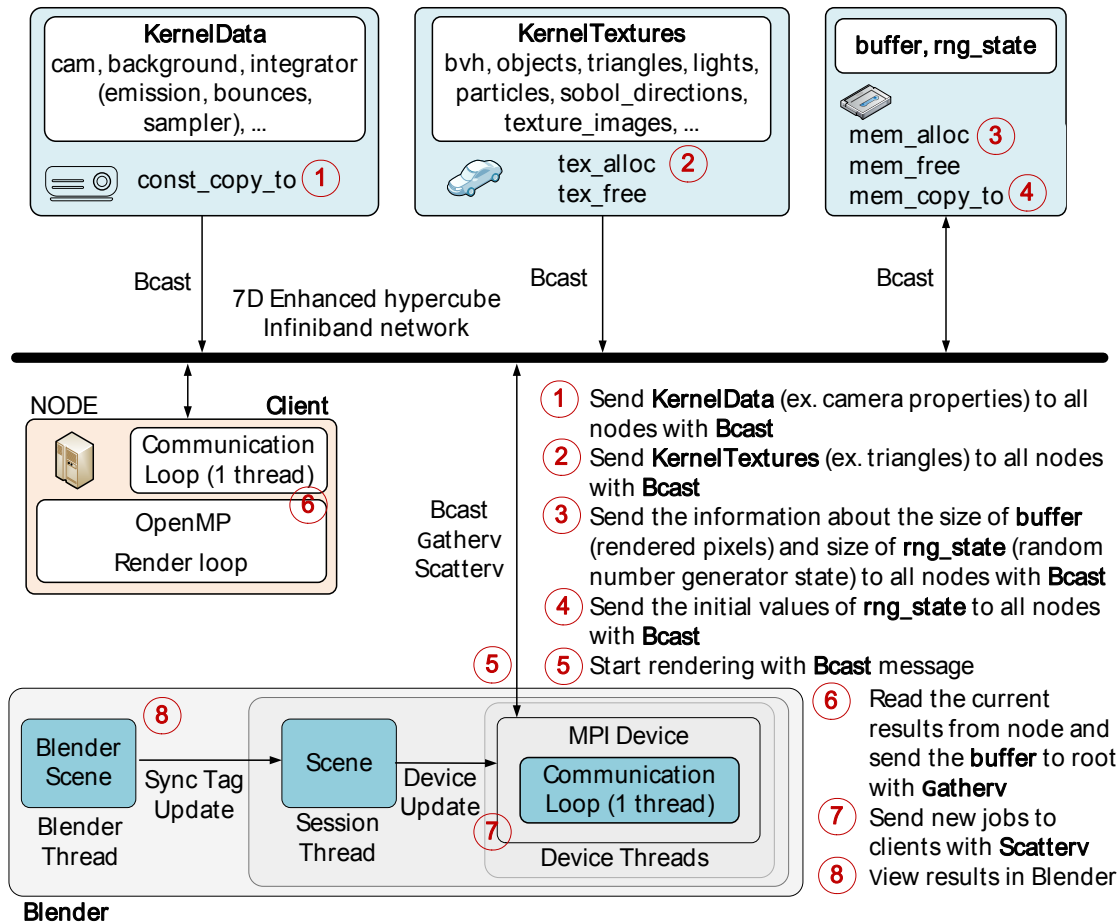 KernelData
cam, background, integrator
(emission, bounces,
sampler), ...
const_copy_to 1
KernelTextures
bvh, objects, triangles, lights,
particles, sobol_directions,
texture_images, ...
tex_alloc 2
tex_free
buffer, rng_state
mem_alloc 3
mem_free
mem_copy_to 4
Bcast
Bcast
Bcast
7D Enhanced hypercube
Infiniband network
NODE
Client
Communication
Loop (1 thread)
6
OpenMP
Render loop
Bcast
Gatherv
Scatterv
5
1 Send KernelData (ex. camera properties) to all
nodes with Bcast
2 Send KernelTextures (ex. triangles) to all nodes
with Bcast
3 Send the information about the size of buffer
(rendered pixels) and size of rng_state (random
number generator state) to all nodes with Bcast
4 Send the initial values of rng_state to all nodes
with Bcast
5 Start rendering with Bcast message
6 Read the current
results from node and
send the buffer to root
with Gatherv
7 Send new jobs to
clients with Scatterv
8 View results in Blender
8
Blender
Scene
Sync Tag
Update
Blender
Thread
Scene
Session
Thread
Device
Update
7
MPI Device
Communication
Loop (1 thread)
Device Threads
Blender